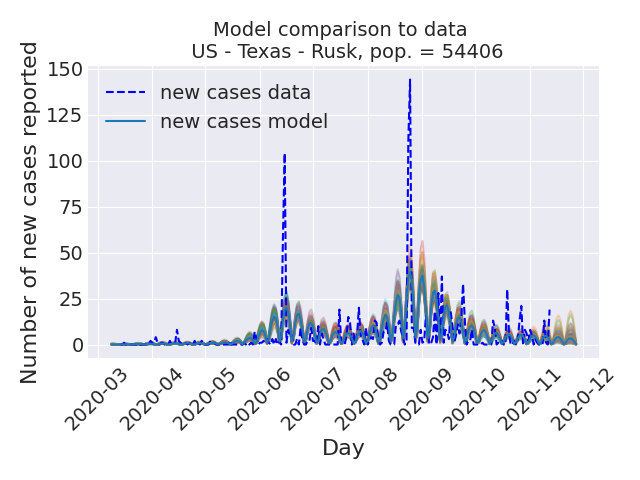 Model comparison to data
US - Texas - Rusk, pop. = 54406
Number of new cases reported
150
125
100
75
50
25
0
new cases data
new cases model
2020-03
2020-04
2020-05
2020-06
2020-07
2020-08
2020-09
2020-10
2020-11
2020-12
Day